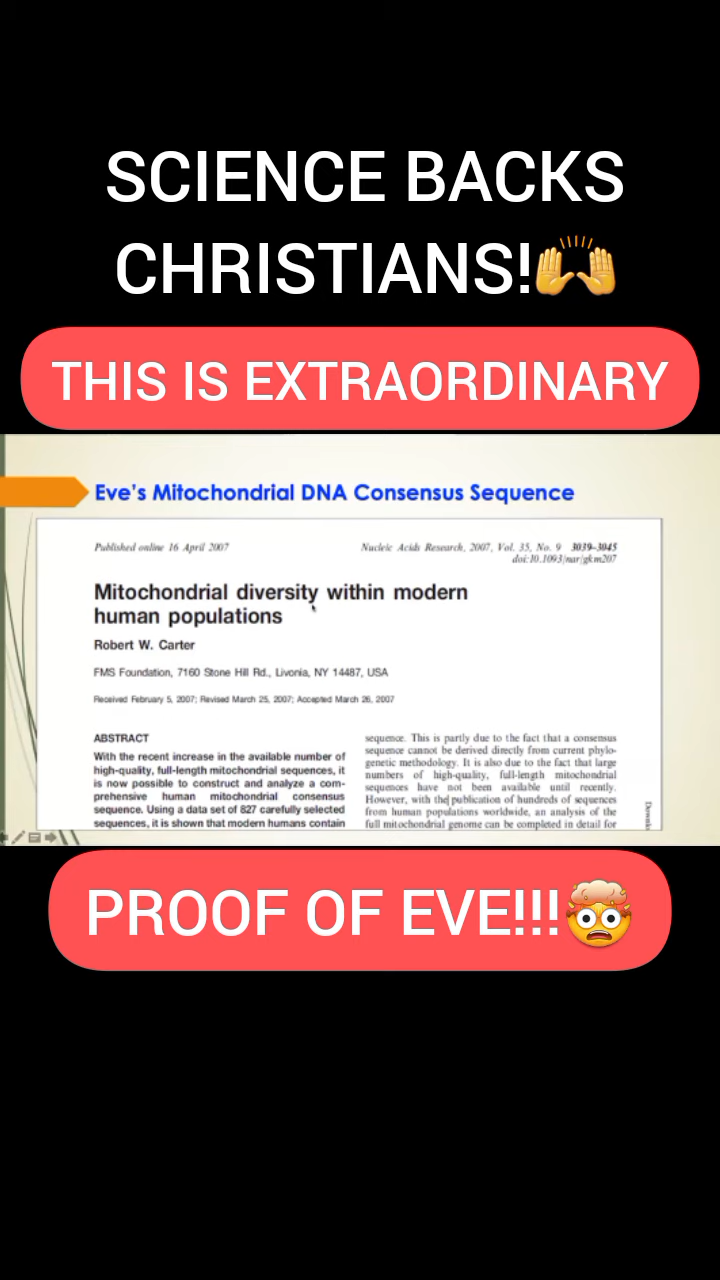 SCIENCE BACKS
CHRISTIANS!🙌
THIS IS EXTRAORDINARY
Eve's Mitochondrial DNA Consensus Sequence
Published online 16 April 2007
Nucleic Acids Research, 2007, Vol. 35, No. 9 3039–3045
doi:10.1093/nar/gkm207
Mitochondrial diversity within modern
human populations
Robert W. Carter
FMS Foundation, 7160 Stone Hill Rd., Livonia, NY 14487, USA
Received February 5, 2007; Revised March 25, 2007; Accepted March 26, 2007
ABSTRACT
With the recent increase in the available number of
high-quality, full-length mitochondrial sequences, it
is now possible to construct and analyze a com-
prehensive human mitochondrial consensus
sequence. Using a data set of 827 carefully selected
sequences, it is shown that modern humans contain
sequence. This is partly due to the fact that a consensus
sequence cannot be derived directly from current phylo-
genetic methodology. It is also due to the fact that large
numbers of high-quality, full-length mitochondrial
sequences have not been available until recently.
However, with the publication of hundreds of sequences
from human populations worldwide, an analysis of the
full mitochondrial genome can be completed in detail for
PROOF OF EVE!!!🤯